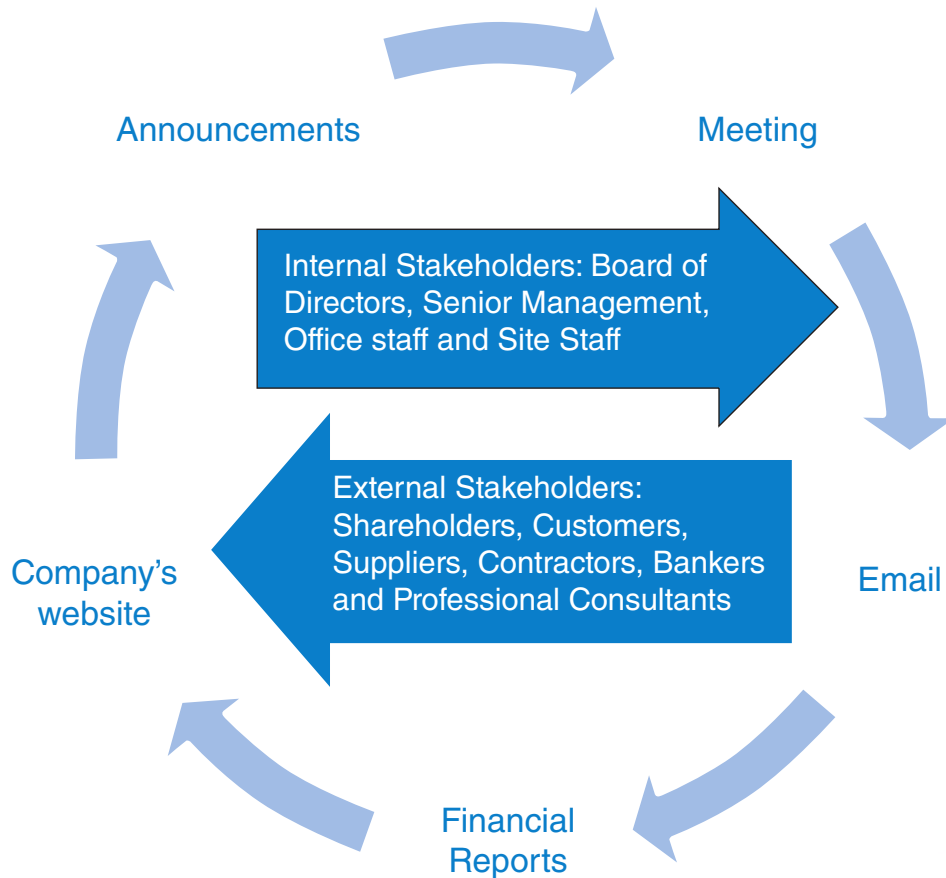 Announcements
Meeting
Internal Stakeholders: Board of
Directors, Senior Management,
Office staff and Site Staff
External Stakeholders:
Shareholders, Customers,
Suppliers, Contractors, Bankers
and Professional Consultants
Company’s
website
Email
Financial
Reports